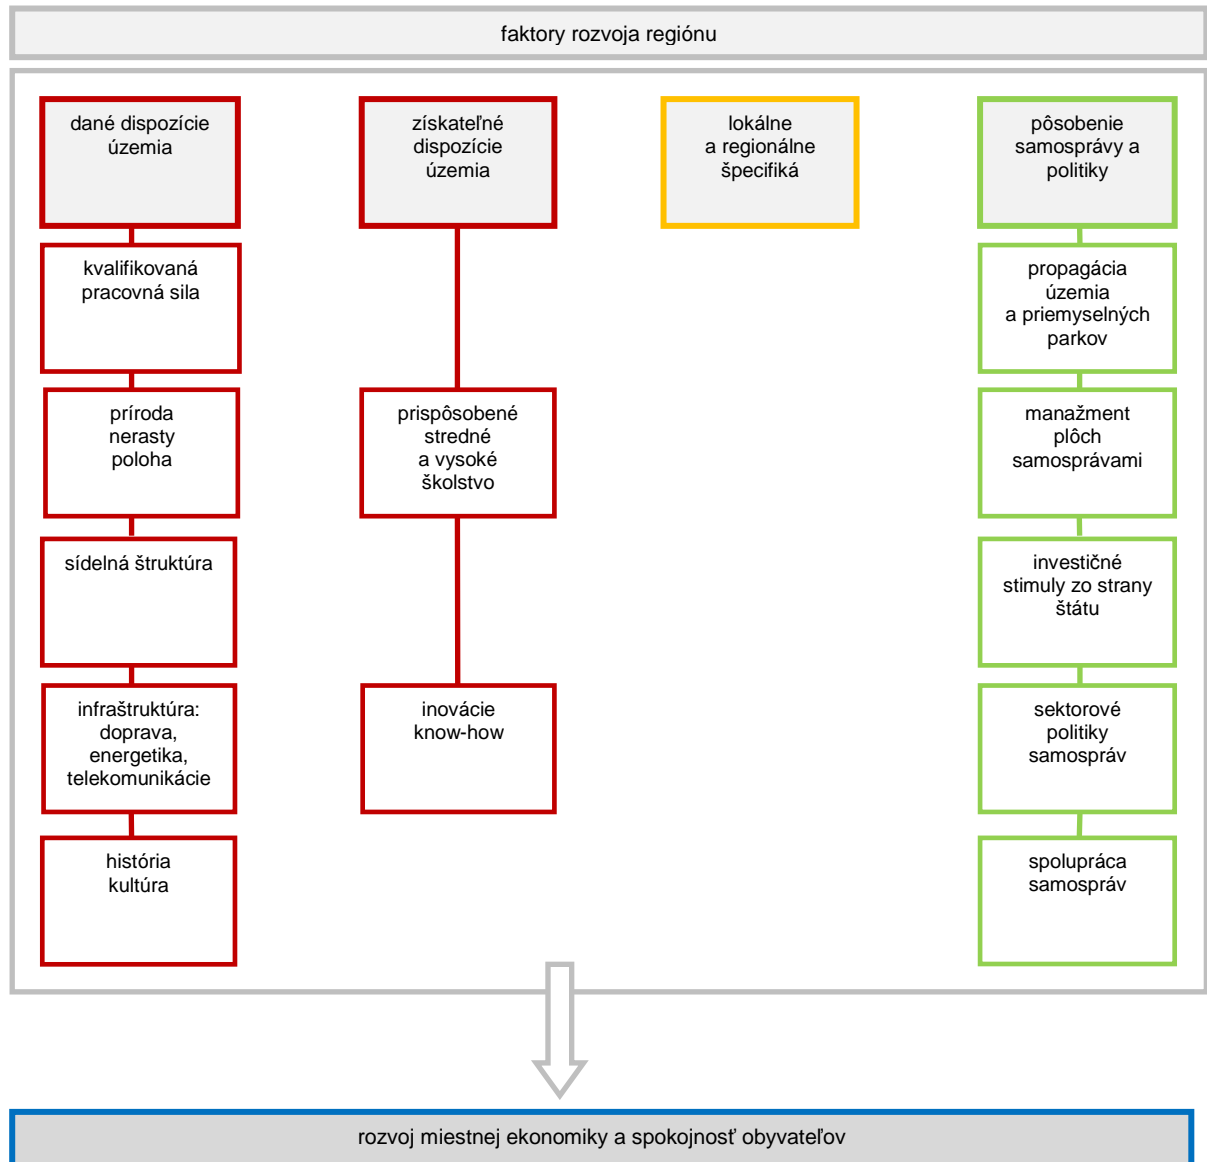 faktory rozvoja regiónu
dané dispozície
územia
získateľné
dispozície
územia
lokálne
a regionálne
špecifiká
pôsobenie
samosprávy a
politiky
kvalifikovaná
pracovná sila
propagácia
územia
a priemyselných
parkov
príroda
nerasty
poloha
prispôsobené
stredné
a vysoké
školstvo
manažment
plôch
samosprávami
sídelná štruktúra
investičné
stimuly zo strany
štátu
infraštruktúra:
doprava,
energetika,
telekomunikácie
inovácie
know-how
sektorové
politiky
samospráv
história
kultúra
spolupráca
samospráv
rozvoj miestnej ekonomiky a spokojnosť obyvateľov